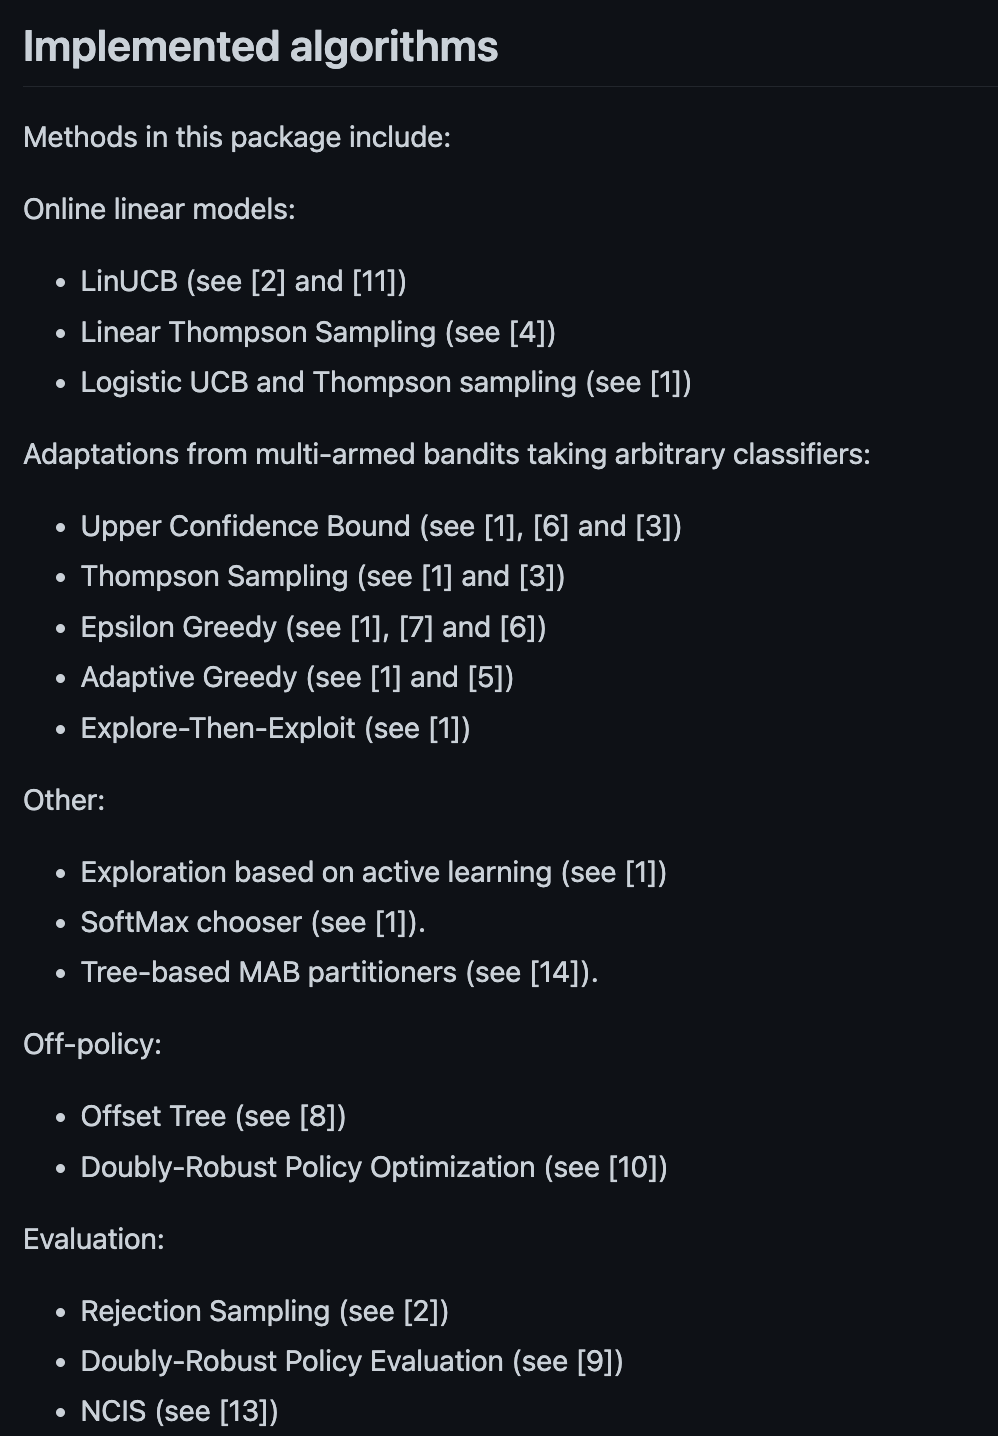 Implemented algorithms
Methods in this package include:
Online linear models:
• LinUCB (see [2] and [11])
• Linear Thompson Sampling (see [4])
• Logistic UCB and Thompson sampling (see [1])
Adaptations from multi-armed bandits taking arbitrary classifiers:
• Upper Confidence Bound (see [1], [6] and [3])
• Thompson Sampling (see [1] and [3])
• Epsilon Greedy (see [1], [7] and [6])
• Adaptive Greedy (see [1] and [5])
• Explore-Then-Exploit (see [1])
Other:
• Exploration based on active learning (see [1])
• SoftMax chooser (see [1]).
• Tree-based MAB partitioners (see [14]).
Off-policy:
• Offset Tree (see [8])
• Doubly-Robust Policy Optimization (see [10])
Evaluation:
• Rejection Sampling (see [2])
• Doubly-Robust Policy Evaluation (see [9])
• NCIS (see [13])